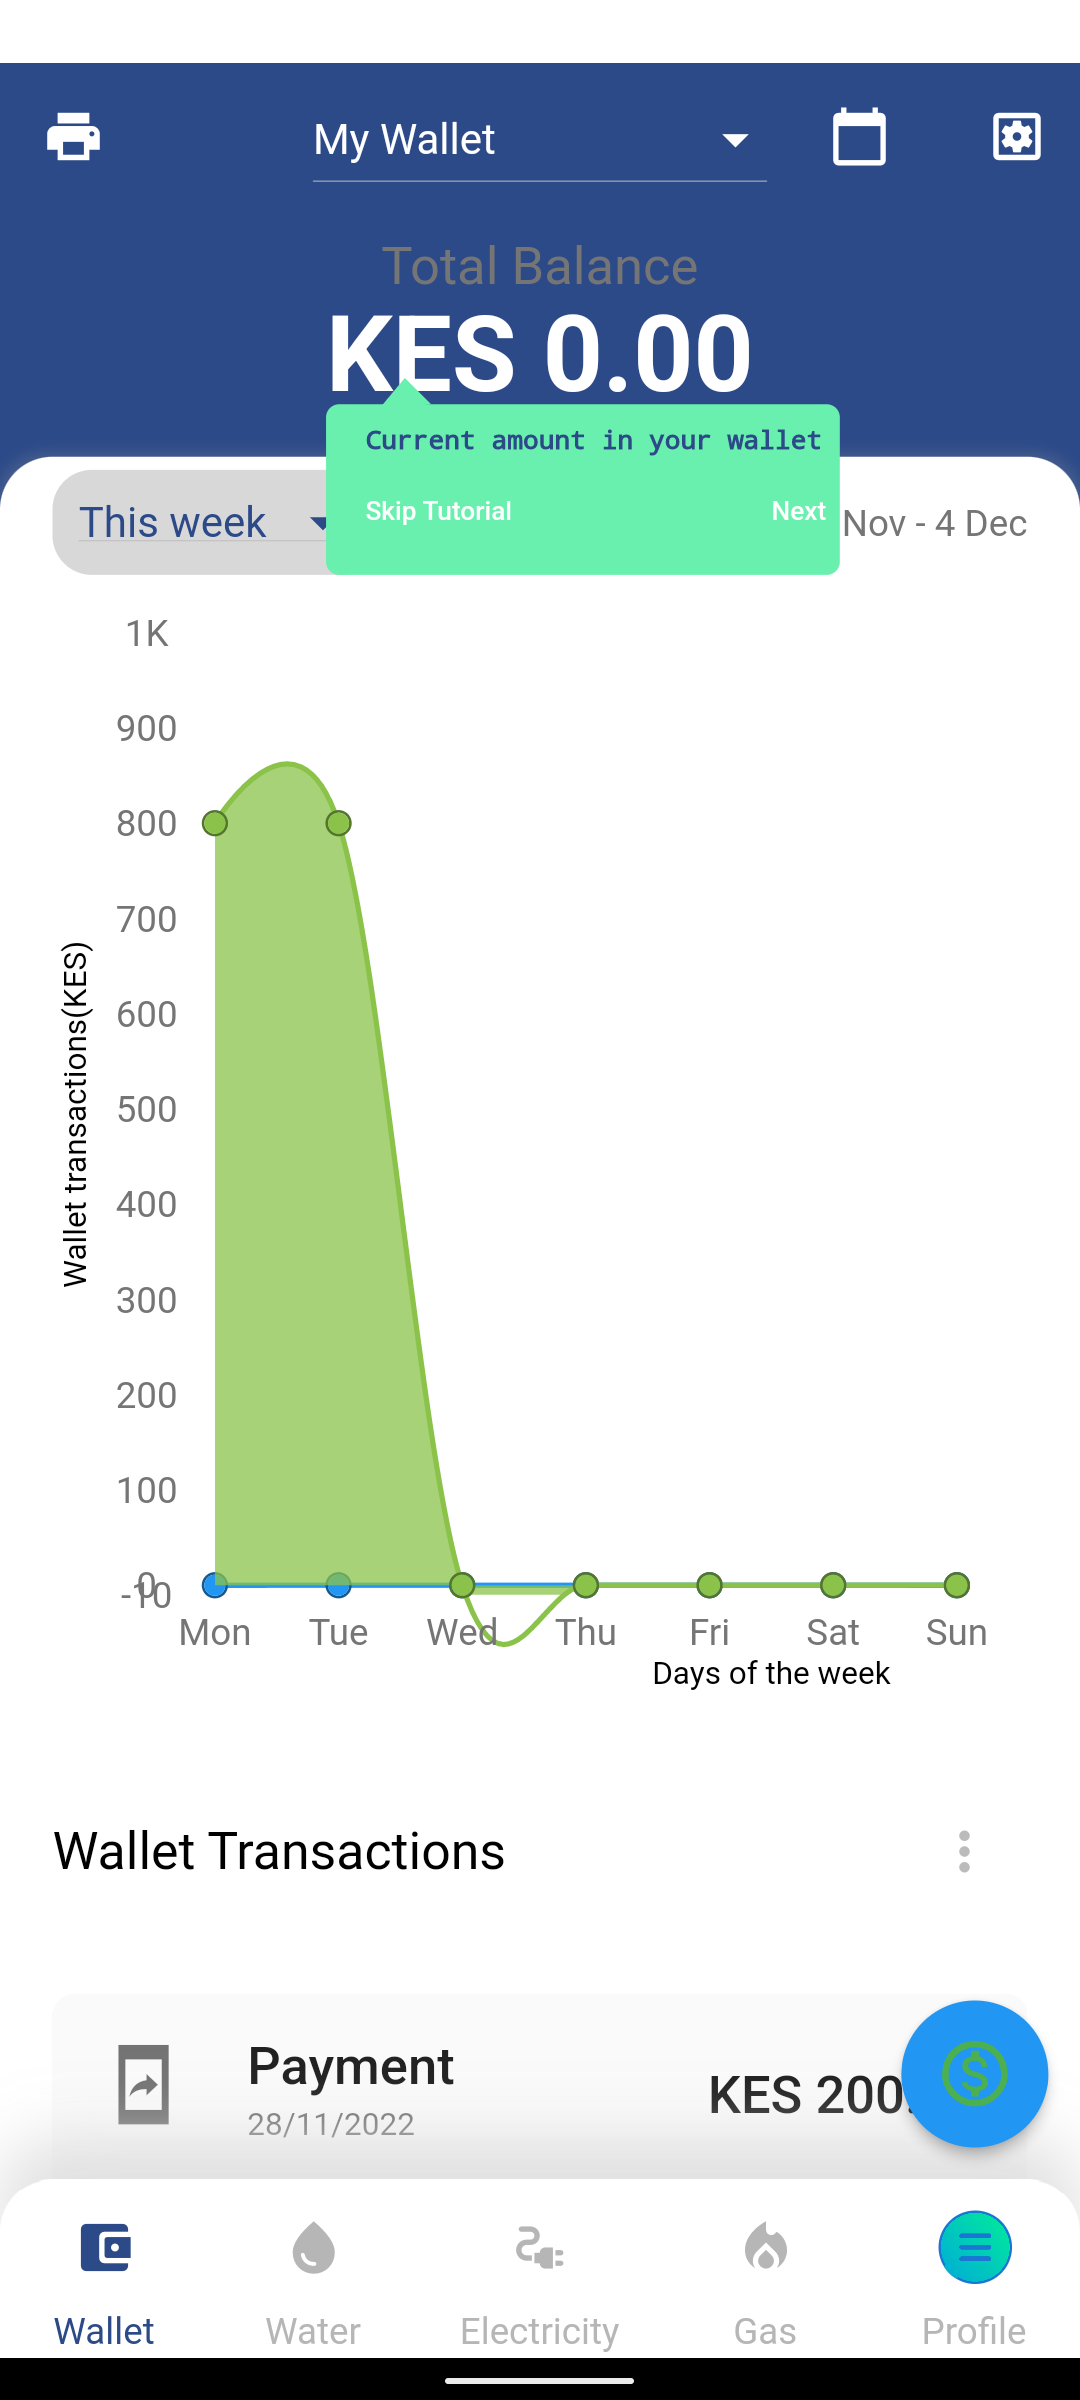 My Wallet
Total Balance
KES 0.00
Current amount in your wallet
Skip Tutorial
Next
This week
Nov - 4 Dec
1K
900
800
700
600
500
400
300
200
100
0
-10
Wallet transactions(KES)
Mon Tue Wed Thu Fri Sat Sun
Days of the week
Wallet Transactions
Payment
KES 200.
28/11/2022
Wallet Water Electricity Gas Profile